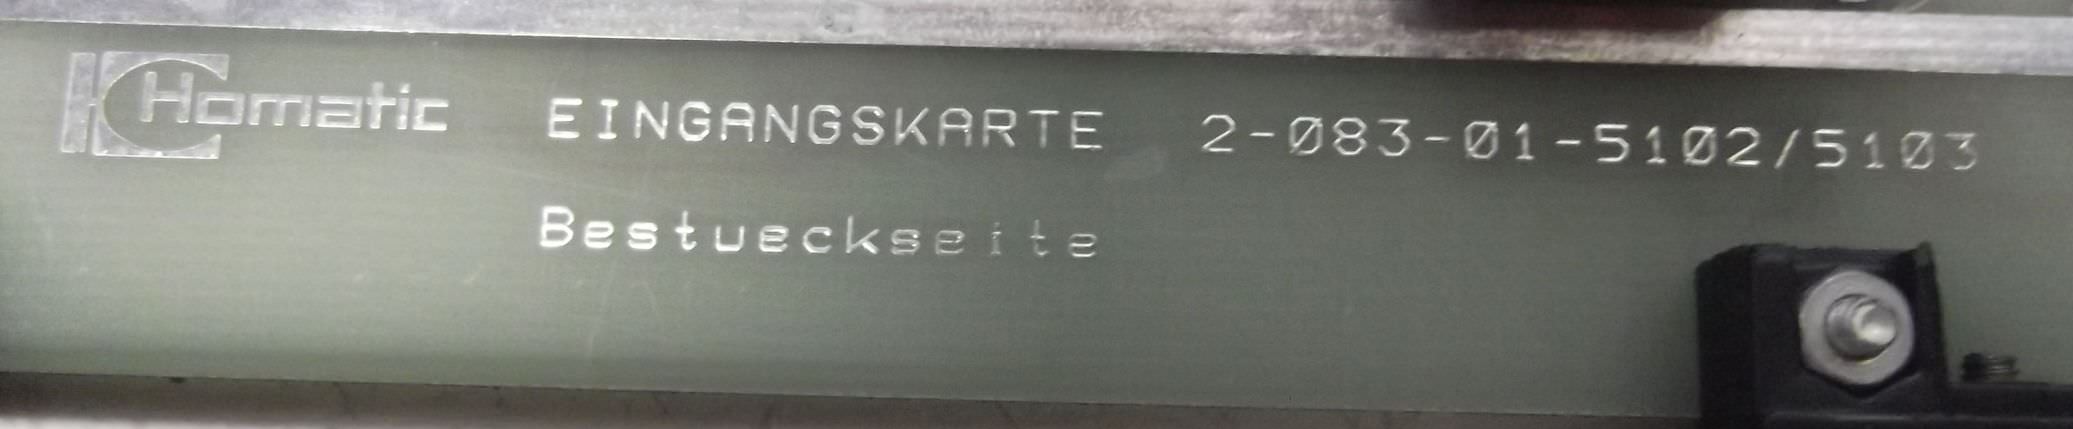 Homatic EINGANGSKARTE 2-083-01-5102/5103
Bestueckseite